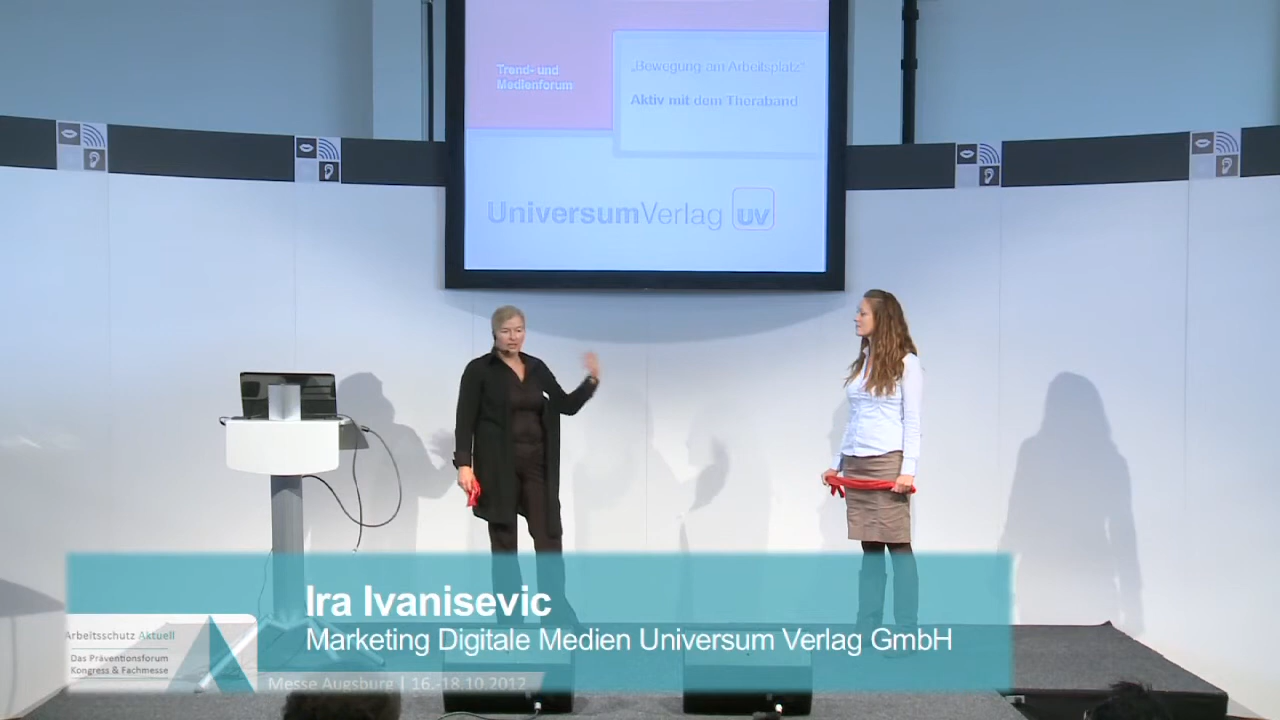 Trend- und
Medienforum
„Bewegung am Arbeitsplatz"
Aktiv mit dem Theraband
UniversumVerlag uv
Ira Ivanisevic
Marketing Digitale Medien Universum Verlag GmbH
Arbeitsschutz Aktuell
Das Präventionsforum
Kongress & Fachmesse
Messe Augsburg | 16.-18.10.2012